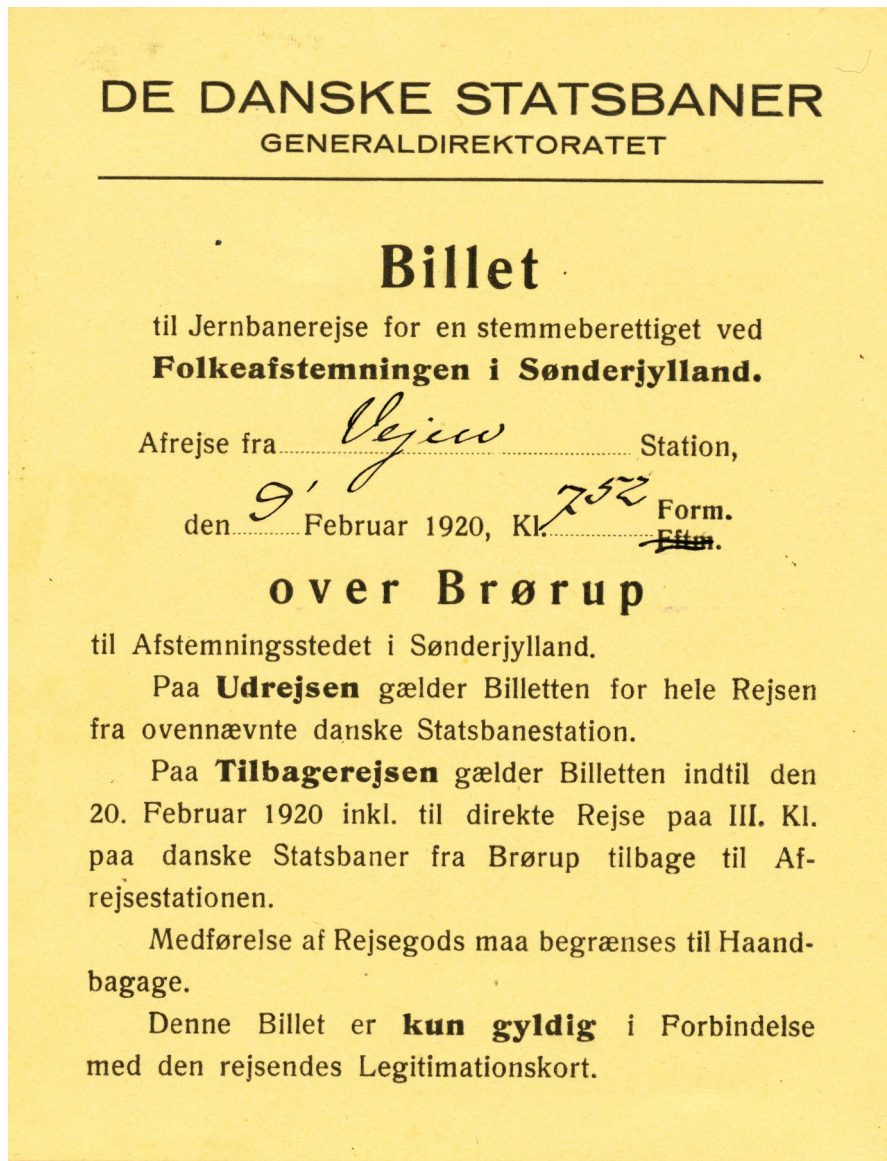 DE DANSKE STATSBANER
GENERALDIREKTORATET
Billet
til Jernbanerejse for en stemmeberettiget ved
Folkeafstemningen i Sønderjylland.
Afrejse fra Vejen Station,
den 9' Februar 1920, Kl. 7 52 Form.
Eftm.
over Brørup
til Afstemningsstedet i Sønderjylland.
Paa Udrejsen gælder Billetten for hele Rejsen
fra ovennævnte danske Statsbanestation.
Paa Tilbagerejsen gælder Billetten indtil den
20. Februar 1920 inkl. til direkte Rejse paa III. Kl.
paa danske Statsbaner fra Brørup tilbage til Af-
rejsestationen.
Medførelse af Rejsegods maa begrænses til Haand-
bagage.
Denne Billet er kun gyldig i Forbindelse
med den rejsendes Legitimationskort.